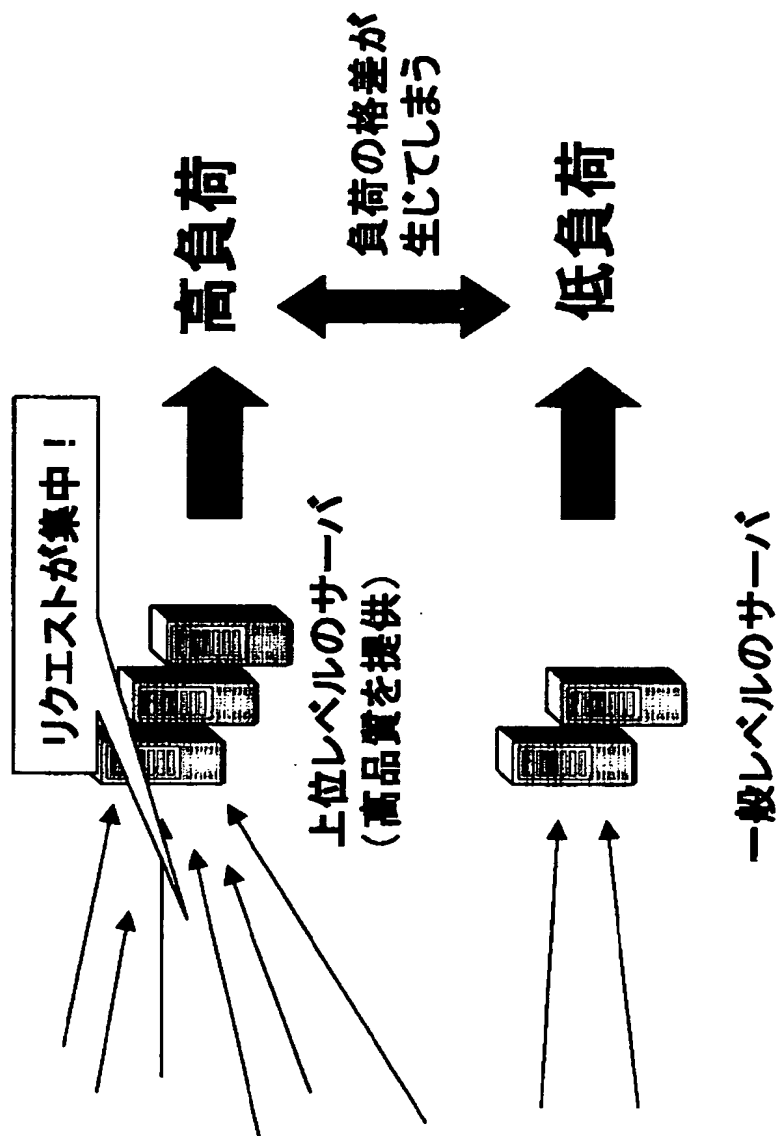 リクエストが集中！
高負荷
負荷の格差が
生じてしまう
上位レベルのサーバ
（高品質を提供）
低負荷
一般レベルのサーバ